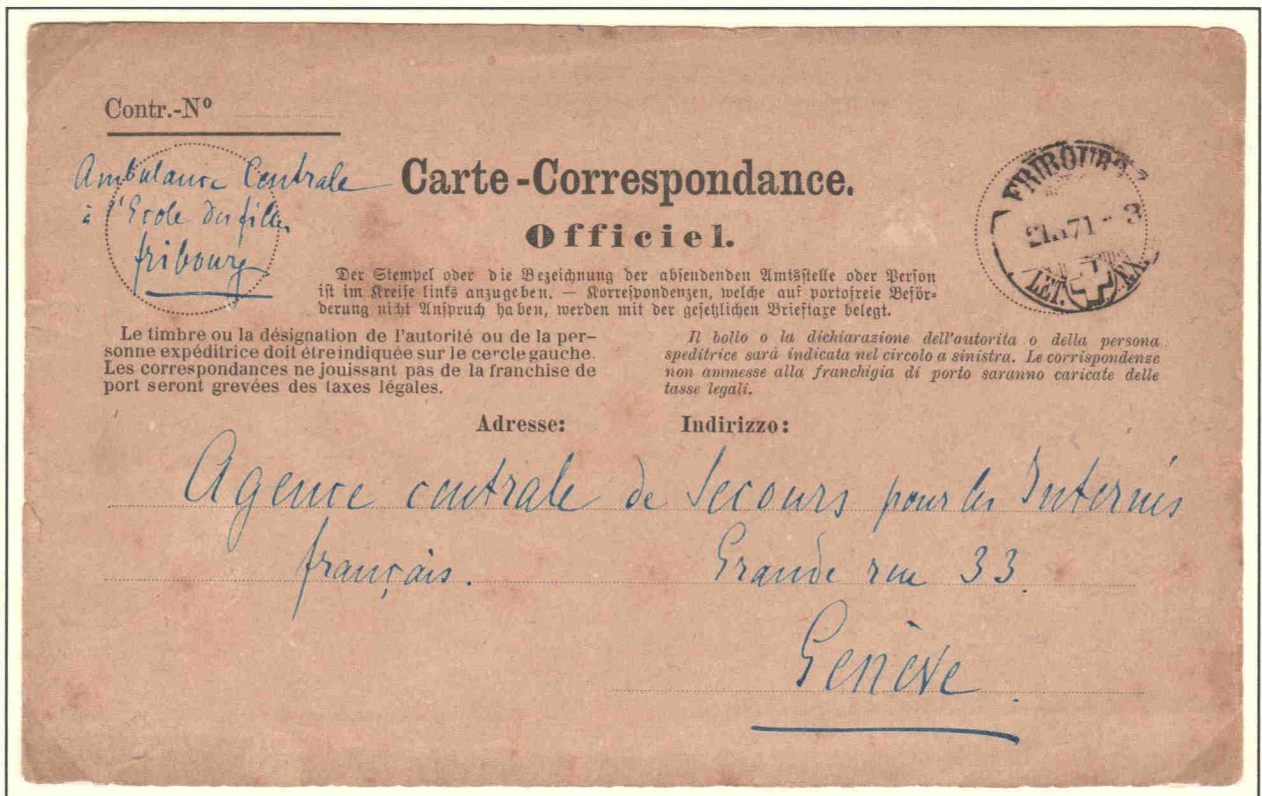 Contr.-Nº
Ambulance Centrale
à l'Ecole des filles
fribourg
Carte-Correspondance.
Officiel.
FRIBOURG
71 - 3
LET.
Der Stempel oder die Bezeichnung der absendenden Amtsstelle oder Person
ist im Kreise links anzugeben. — Korrespondenzen, welche auf portofreie Beför-
derung nicht Anspruch haben, werden mit der gesetzlichen Brieftaxe belegt.
Le timbre ou la désignation de l'autorité ou de la per-
sonne expéditrice doit être indiquée sur le cercle gauche.
Les correspondances ne jouissant pas de la franchise de
port seront grevées des taxes légales.
Il bollo o la dichiarazione dell'autorita o della persona
speditrice sarà indicata nel circolo a sinistra. Le corrispondenze
non ammesse alla franchigia di porto saranno caricate delle
tasse legali.
Adresse: Indirizzo:
Agence centrale de Secours pour les Internés
français. Grande rue 33.
Genève.